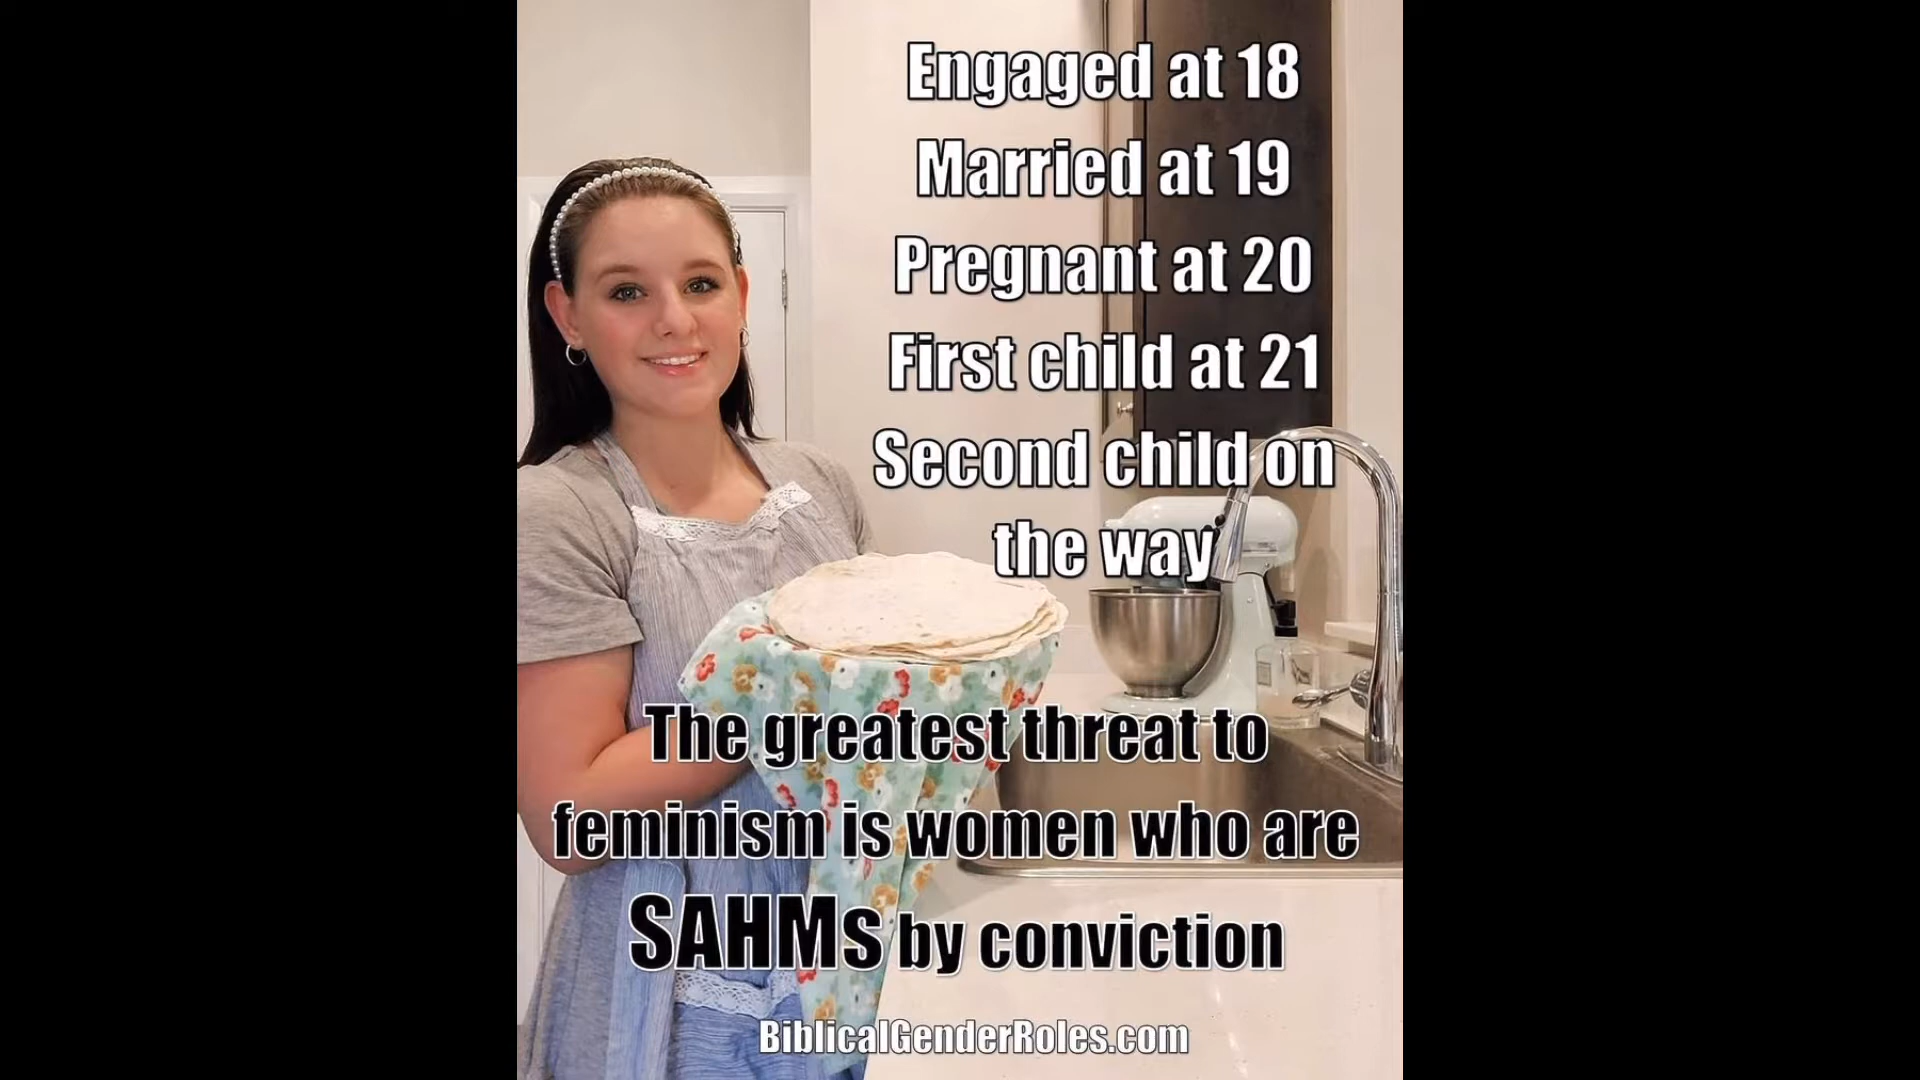 Engaged at 18
Married at 19
Pregnant at 20
First child at 21
Second child on
the way
The greatest threat to
feminism is women who are
SAHMs by conviction
BiblicalGenderRoles.com